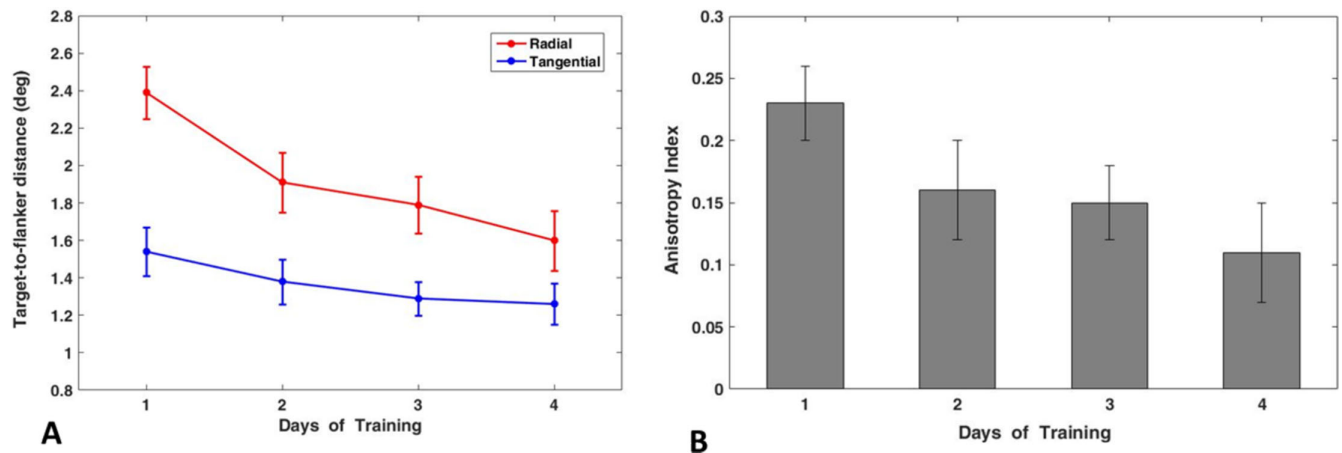 2.8
2.6
2.4
2.2
2
1.8
1.6
1.4
1.2
1
0.8
Target-to-flanker distance (deg)
Radial
Tangential
1 2 3 4
Days of Training
A
0.3
0.25
0.2
0.15
0.1
0.05
0
Anisotropy Index
1 2 3 4
Days of Training
B